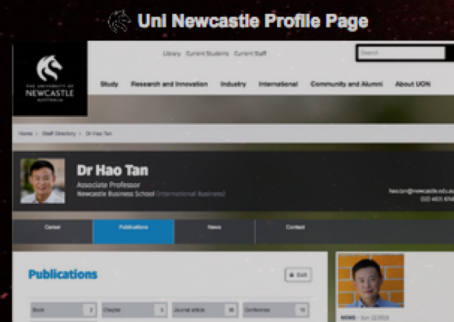 Uni Newcastle Profile Page
Library Current Students Current Staff
Search
THE UNIVERSITY OF
NEWCASTLE
AUSTRALIA
Study Research and Innovation Industry International Community and Alumni About UON
Home > Staff Directory > Dr Hao Tan
Dr Hao Tan
Associate Professor
Newcastle Business School (International Business)
Career Publications News Contact
Publications
Edit
Book Chapter Journal article Conference
NEWS